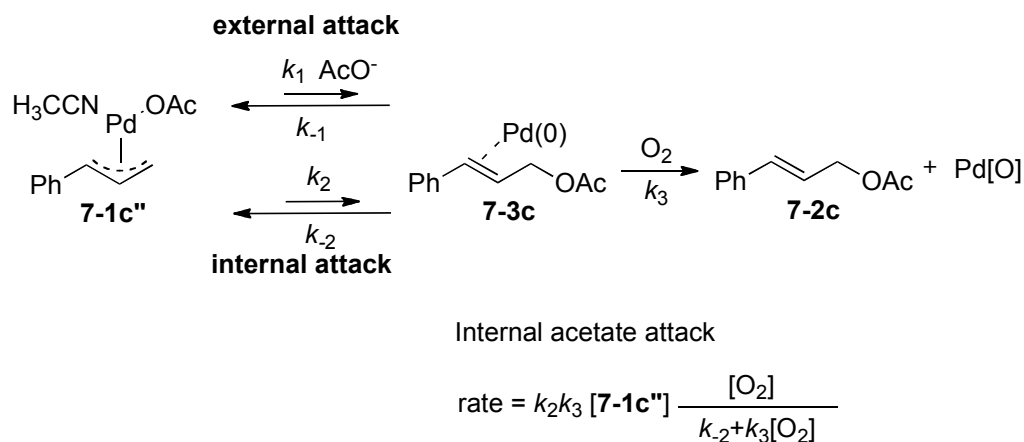 external attack
k1 AcO-
k-1
H3CCN Pd OAc
Ph
7-1c"
k2
k-2
internal attack
Pd(0)
Ph OAc
7-3c
O2
k3
Ph OAc + Pd[O]
7-2c
Internal acetate attack
rate = k2k3 [7-1c"] [O2]
k-2+k3[O2]